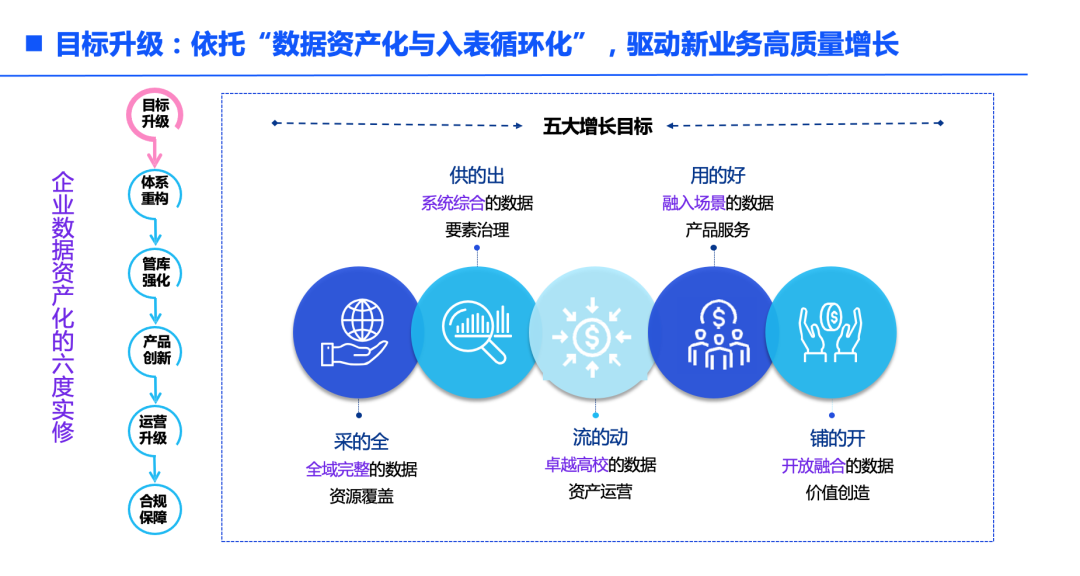 目标升级：依托“数据资产化与入表循环化”，驱动新业务高质量增长
企业数据资产化的六度实修
目标
升级
体系
重构
管库
强化
产品
创新
运营
升级
合规
保障
五大增长目标
供的出
系统综合的数据
要素治理
用的好
融入场景的数据
产品服务
采的全
全域完整的数据
资源覆盖
流的动
卓越高校的数据
资产运营
铺的开
开放融合的数据
价值创造